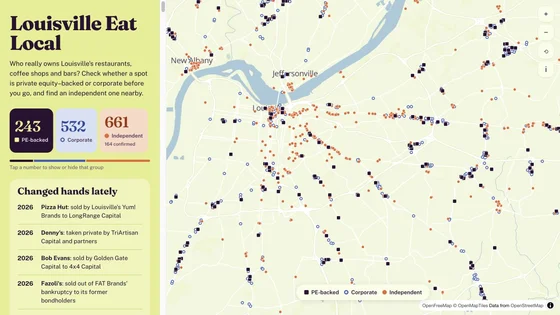 Louisville Eat
Local
Who really owns Louisville's restaurants,
coffee shops and bars? Check whether a spot
is private equity–backed or corporate before
you go, and find an independent one nearby.
243
PE-backed
532
Corporate
661
Independent
164 confirmed
Tap a number to show or hide that group
Changed hands lately
2026 Pizza Hut: sold by Louisville's Yum!
Brands to LongRange Capital
2026 Denny's: taken private by TriArtisan
Capital and partners
2026 Bob Evans: sold by Golden Gate
Capital to 4x4 Capital
2026 Fazoli's: sold out of FAT Brands'
bankruptcy to its former
bondholders
New Albany
Jeffersonville
PE-backed Corporate Independent
OpenFreeMap © OpenMapTiles Data from OpenStreetMap